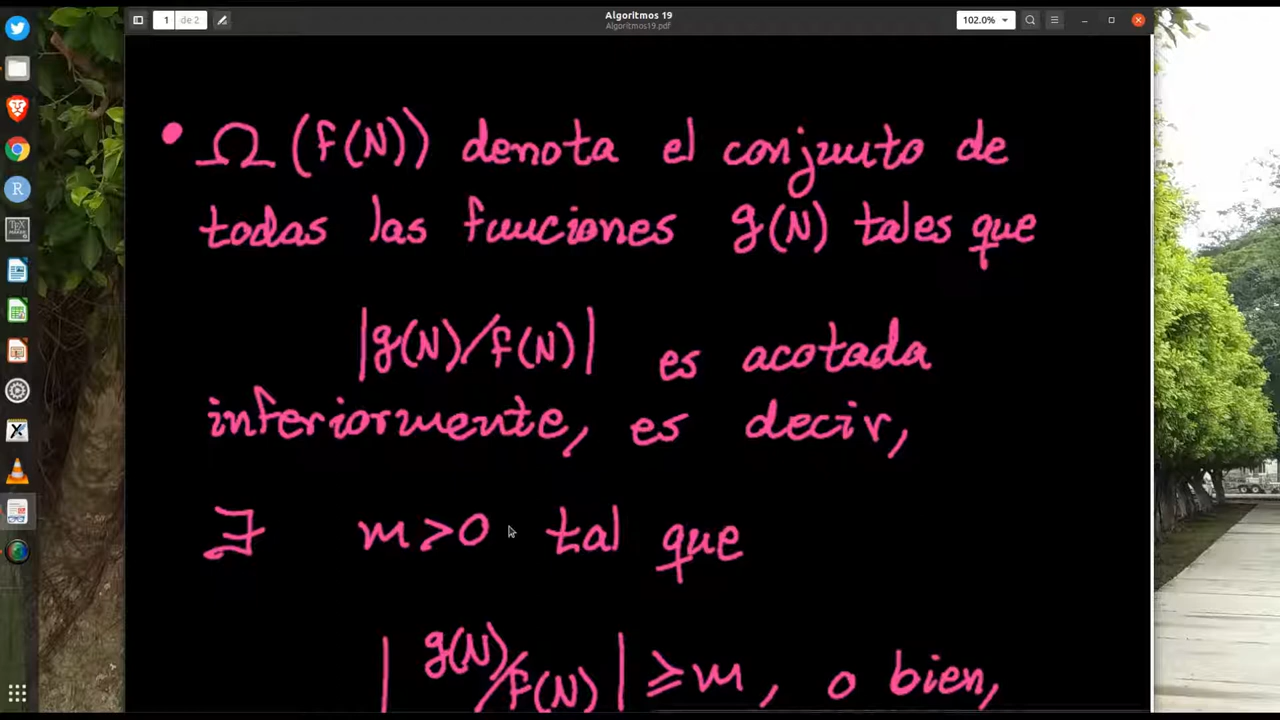 Algoritmos 19
Algoritmos19.pdf
1 de 2
102.0%
• Ω(f(N)) denota el conjunto de
todas las funciones g(N) tales que
|g(N)/f(N)| es acotada
inferiormente, es decir,
∃ m>0 tal que
|g(N)/f(N)| ≥ m, o bien,